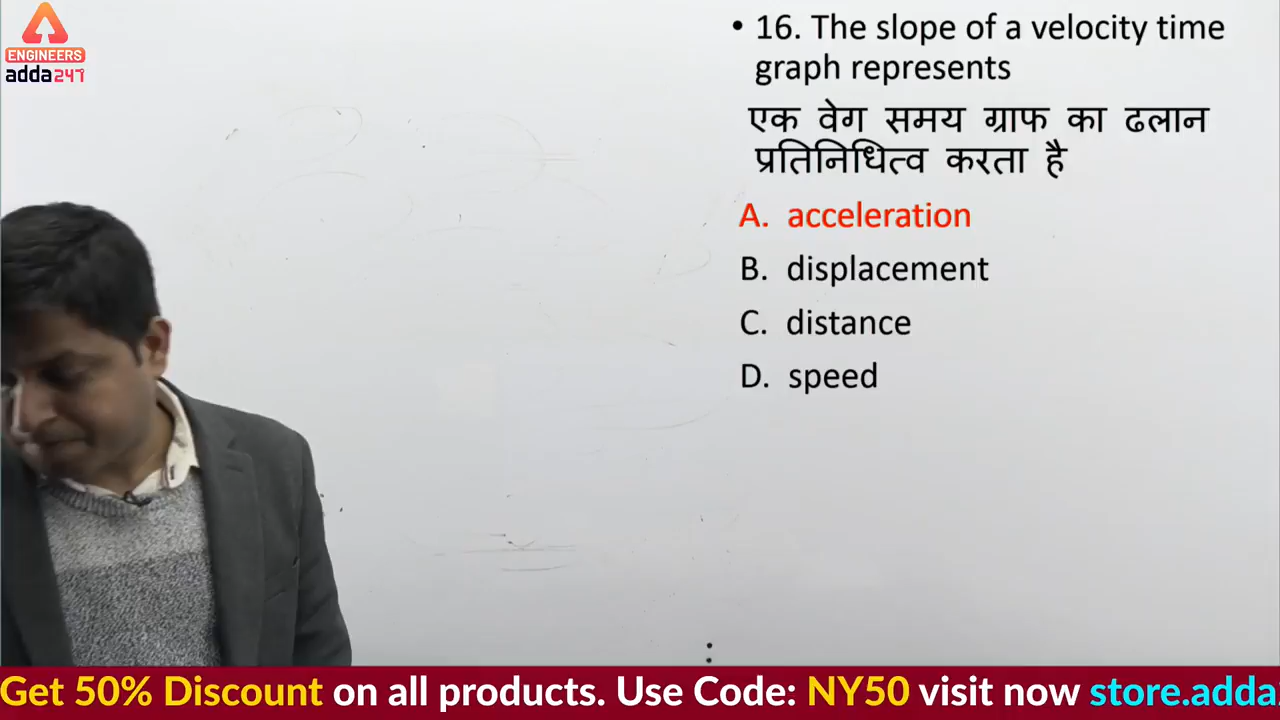 ENGINEERS
adda247
• 16. The slope of a velocity time
graph represents
एक वेग समय ग्राफ का ढलान
प्रतिनिधित्व करता है
A. acceleration
B. displacement
C. distance
D. speed
Get 50% Discount on all products. Use Code: NY50 visit now store.adda